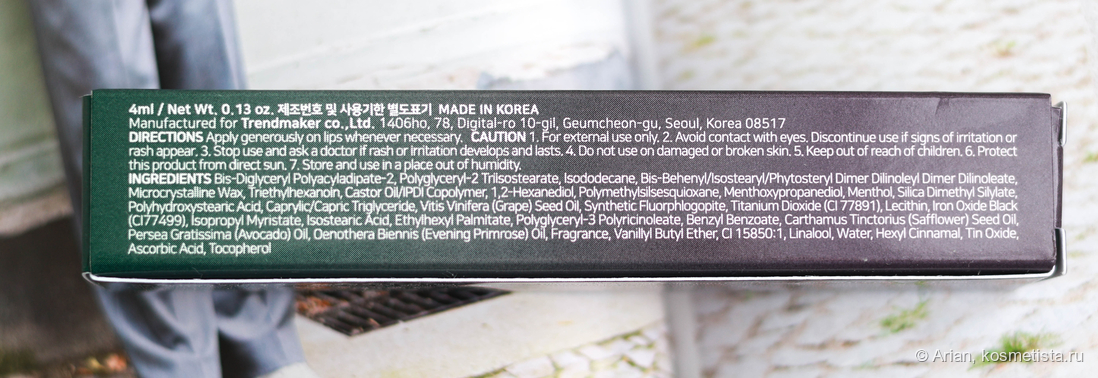 4ml / Net Wt. 0.13 oz. 제조번호 및 사용기한 별도표기 MADE IN KOREA
Manufactured for Trendmaker co.,Ltd. 1406ho, 78, Digital-ro 10-gil, Geumcheon-gu, Seoul, Korea 08517
DIRECTIONS Apply generously on lips whenever necessary. CAUTION 1. For external use only. 2. Avoid contact with eyes. Discontinue use if signs of irritation or
rash appear. 3. Stop use and ask a doctor if rash or irritation develops and lasts. 4. Do not use on damaged or broken skin. 5. Keep out of reach of children. 6. Protect
this product from direct sun. 7. Store and use in a place out of humidity.
INGREDIENTS Bis-Diglyceryl Polyacyladipate-2, Polyglyceryl-2 Triisostearate, Isododecane, Bis-Behenyl/Isostearyl/Phytosteryl Dimer Dilinoleyl Dimer Dilinoleate,
Microcrystalline Wax, Triethylhexanoin, Castor Oil/IPDI Copolymer, 1,2-Hexanediol, Polymethylsilsesquioxane, Menthoxypropanediol, Menthol, Silica Dimethyl Silylate,
Polyhydroxystearic Acid, Caprylic/Capric Triglyceride, Vitis Vinifera (Grape) Seed Oil, Synthetic Fluorphlogopite, Titanium Dioxide (CI 77891), Lecithin, Iron Oxide Black
(CI77499), Isopropyl Myristate, Isostearic Acid, Ethylhexyl Palmitate, Polyglyceryl-3 Polyricinoleate, Benzyl Benzoate, Carthamus Tinctorius (Safflower) Seed Oil,
Persea Gratissima (Avocado) Oil, Oenothera Biennis (Evening Primrose) Oil, Fragrance, Vanillyl Butyl Ether, CI 15850:1, Linalool, Water, Hexyl Cinnamal, Tin Oxide,
Ascorbic Acid, Tocopherol
© Arian, kosmetista.ru